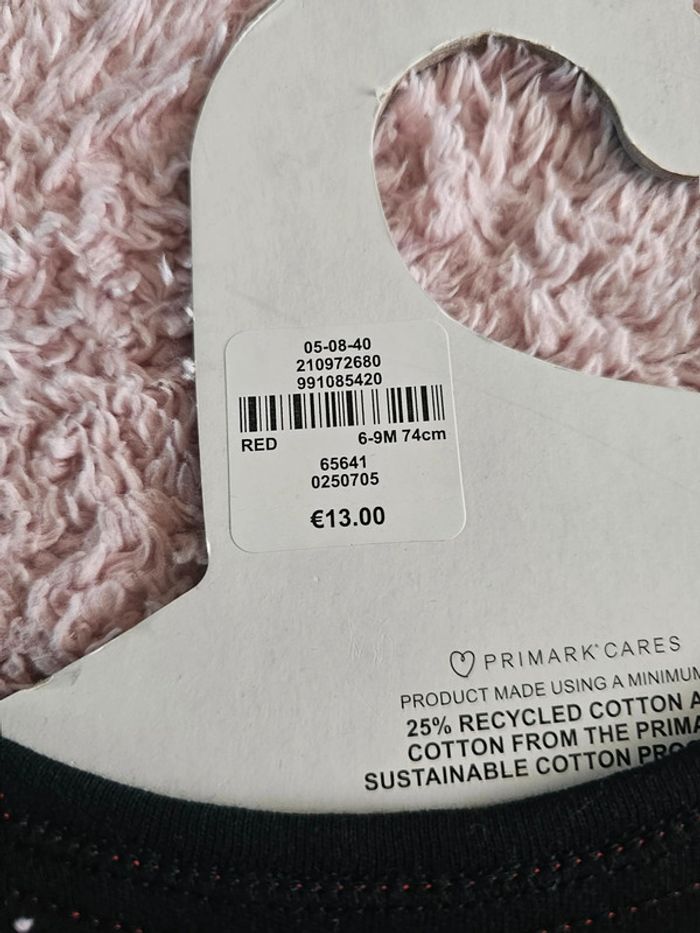 05-08-40
210972680
991085420
RED 6-9M 74cm
65641
0250705
€13.00
PRIMARK® CARES
PRODUCT MADE USING A MINIMUM
25% RECYCLED COTTON A
COTTON FROM THE PRIMA
SUSTAINABLE COTTON PRO